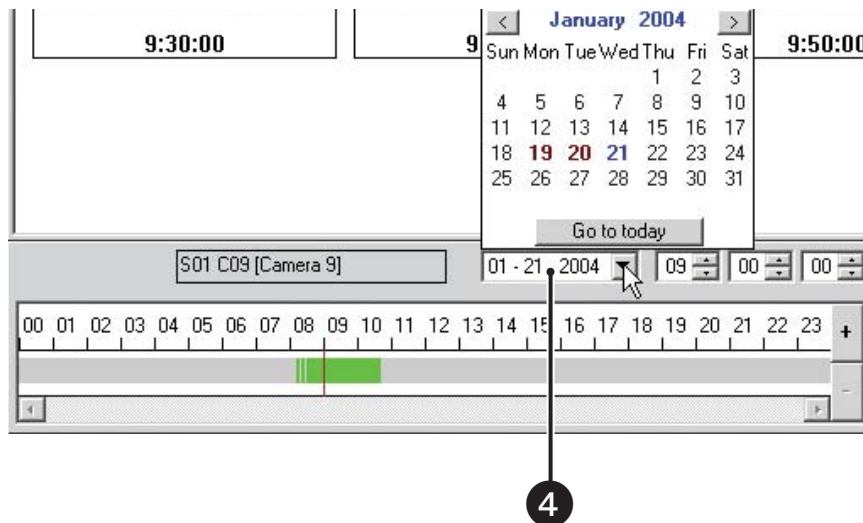 < January 2004 >
9:30:00
9
9:50:00
Sun Mon Tue Wed Thu Fri Sat
1 2 3
4 5 6 7 8 9 10
11 12 13 14 15 16 17
18 19 20 21 22 23 24
25 26 27 28 29 30 31
Go to today
S01 C09 [Camera 9]
01 - 21 2004
09
00
00
00 01 02 03 04 05 06 07 08 09 10 11 12 13 14 15 16 17 18 19 20 21 22 23
+
-
4